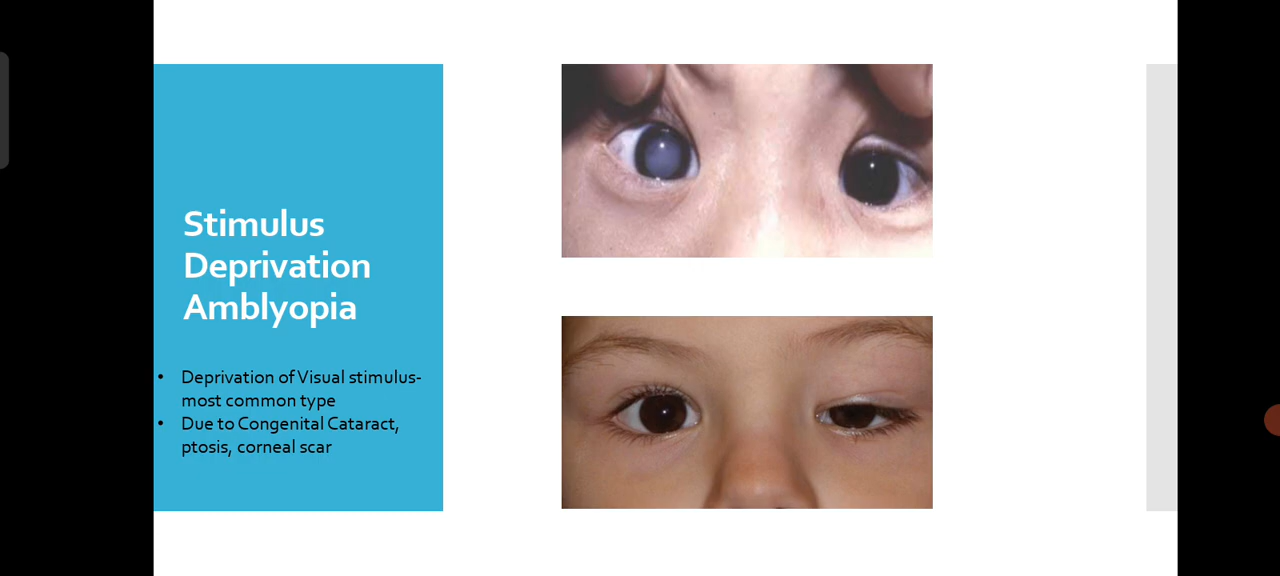 Stimulus
Deprivation
Amblyopia
• Deprivation of Visual stimulus-
most common type
• Due to Congenital Cataract,
ptosis, corneal scar